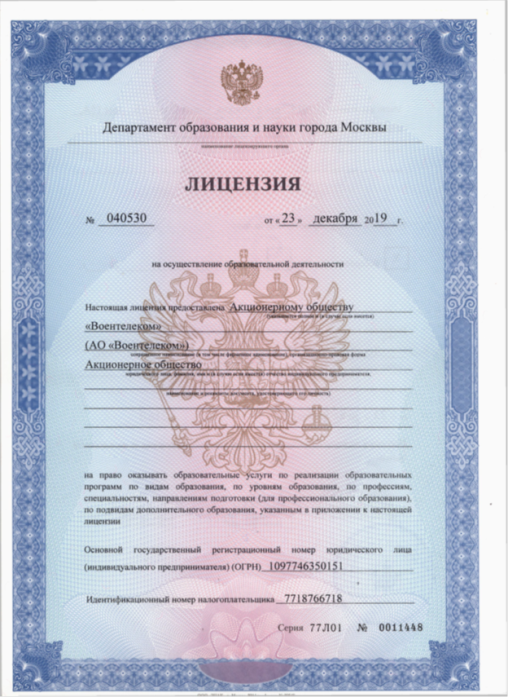 Департамент образования и науки города Москвы
наименование лицензирующего органа
ЛИЦЕНЗИЯ
№ 040530 от « 23 » декабря 2019 г.
на осуществление образовательной деятельности
Настоящая лицензия предоставлена Акционерному обществу
«Воентелеком»
(АО «Воентелеком»)
Акционерное общество
на право оказывать образовательные услуги по реализации образовательных
программ по видам образования, по уровням образования, по профессиям,
специальностям, направлениям подготовки (для профессионального образования),
по подвидам дополнительного образования, указанным в приложении к настоящей
лицензии
Основной государственный регистрационный номер юридического лица
(индивидуального предпринимателя) (ОГРН) 1097746350151
Идентификационный номер налогоплательщика 7718766718
Серия 77Л01 № 0011448